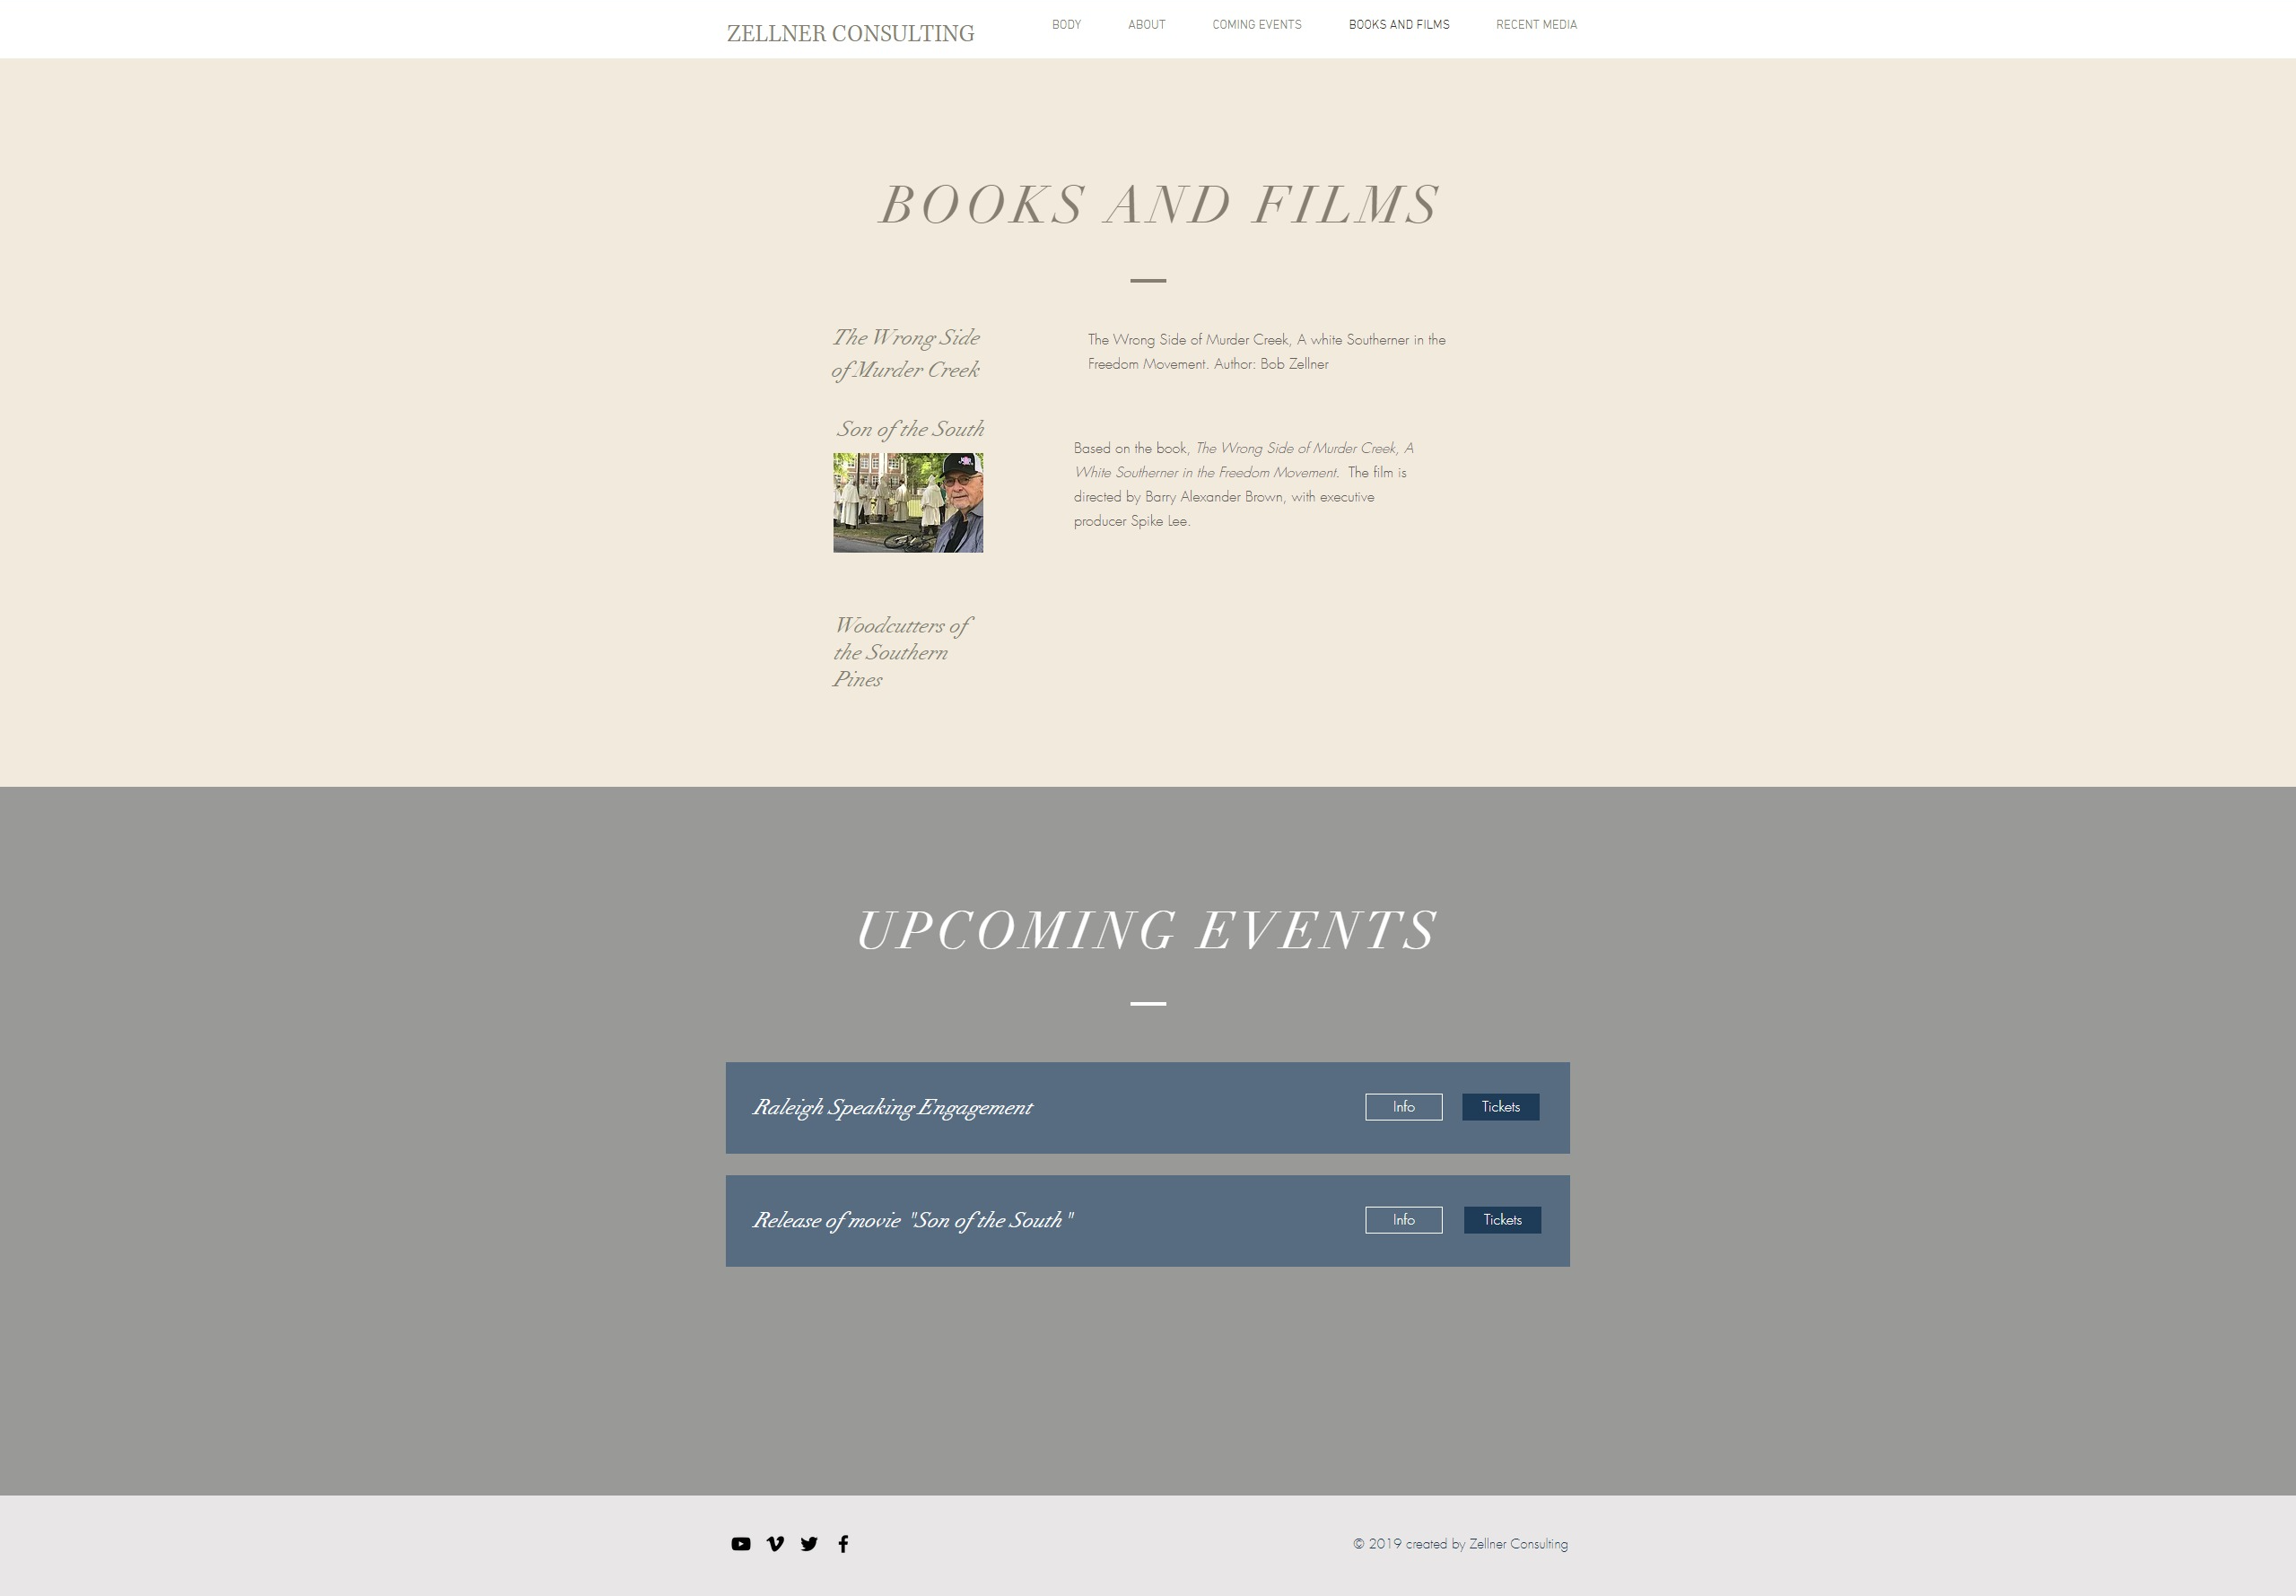 ZELLNER CONSULTING
BODY
ABOUT
COMING EVENTS
BOOKS AND FILMS
RECENT MEDIA
BOOKS AND FILMS
The Wrong Side
of Murder Creek
The Wrong Side of Murder Creek, A white Southerner in the
Freedom Movement. Author: Bob Zellner
Son of the South
Based on the book, The Wrong Side of Murder Creek, A
White Southerner in the Freedom Movement.  The film is
directed by Barry Alexander Brown, with executive
producer Spike Lee.
Woodcutters of
the Southern
Pines
UPCOMING EVENTS
Raleigh Speaking Engagement
Info
Tickets
Release of movie "Son of the South"
Info
Tickets
© 2019 created by Zellner Consulting